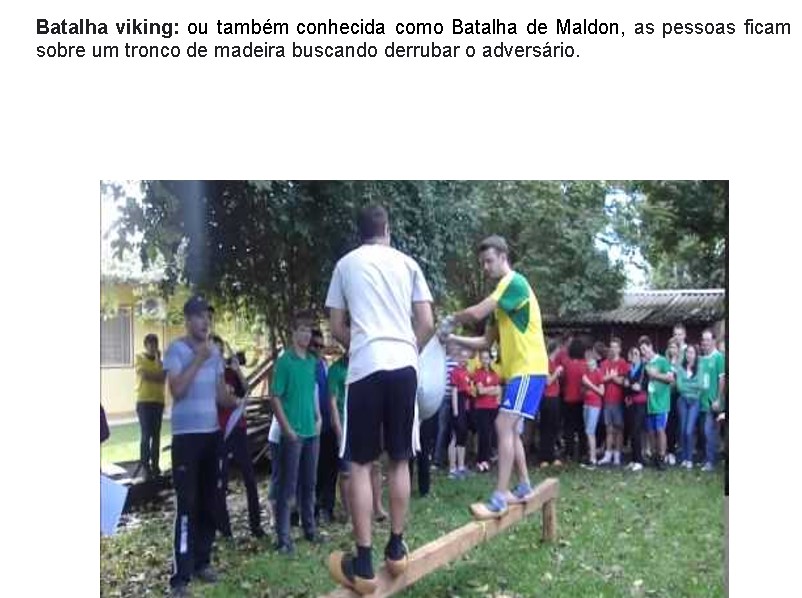 Batalha viking: ou também conhecida como Batalha de Maldon, as pessoas ficam
sobre um tronco de madeira buscando derrubar o adversário.